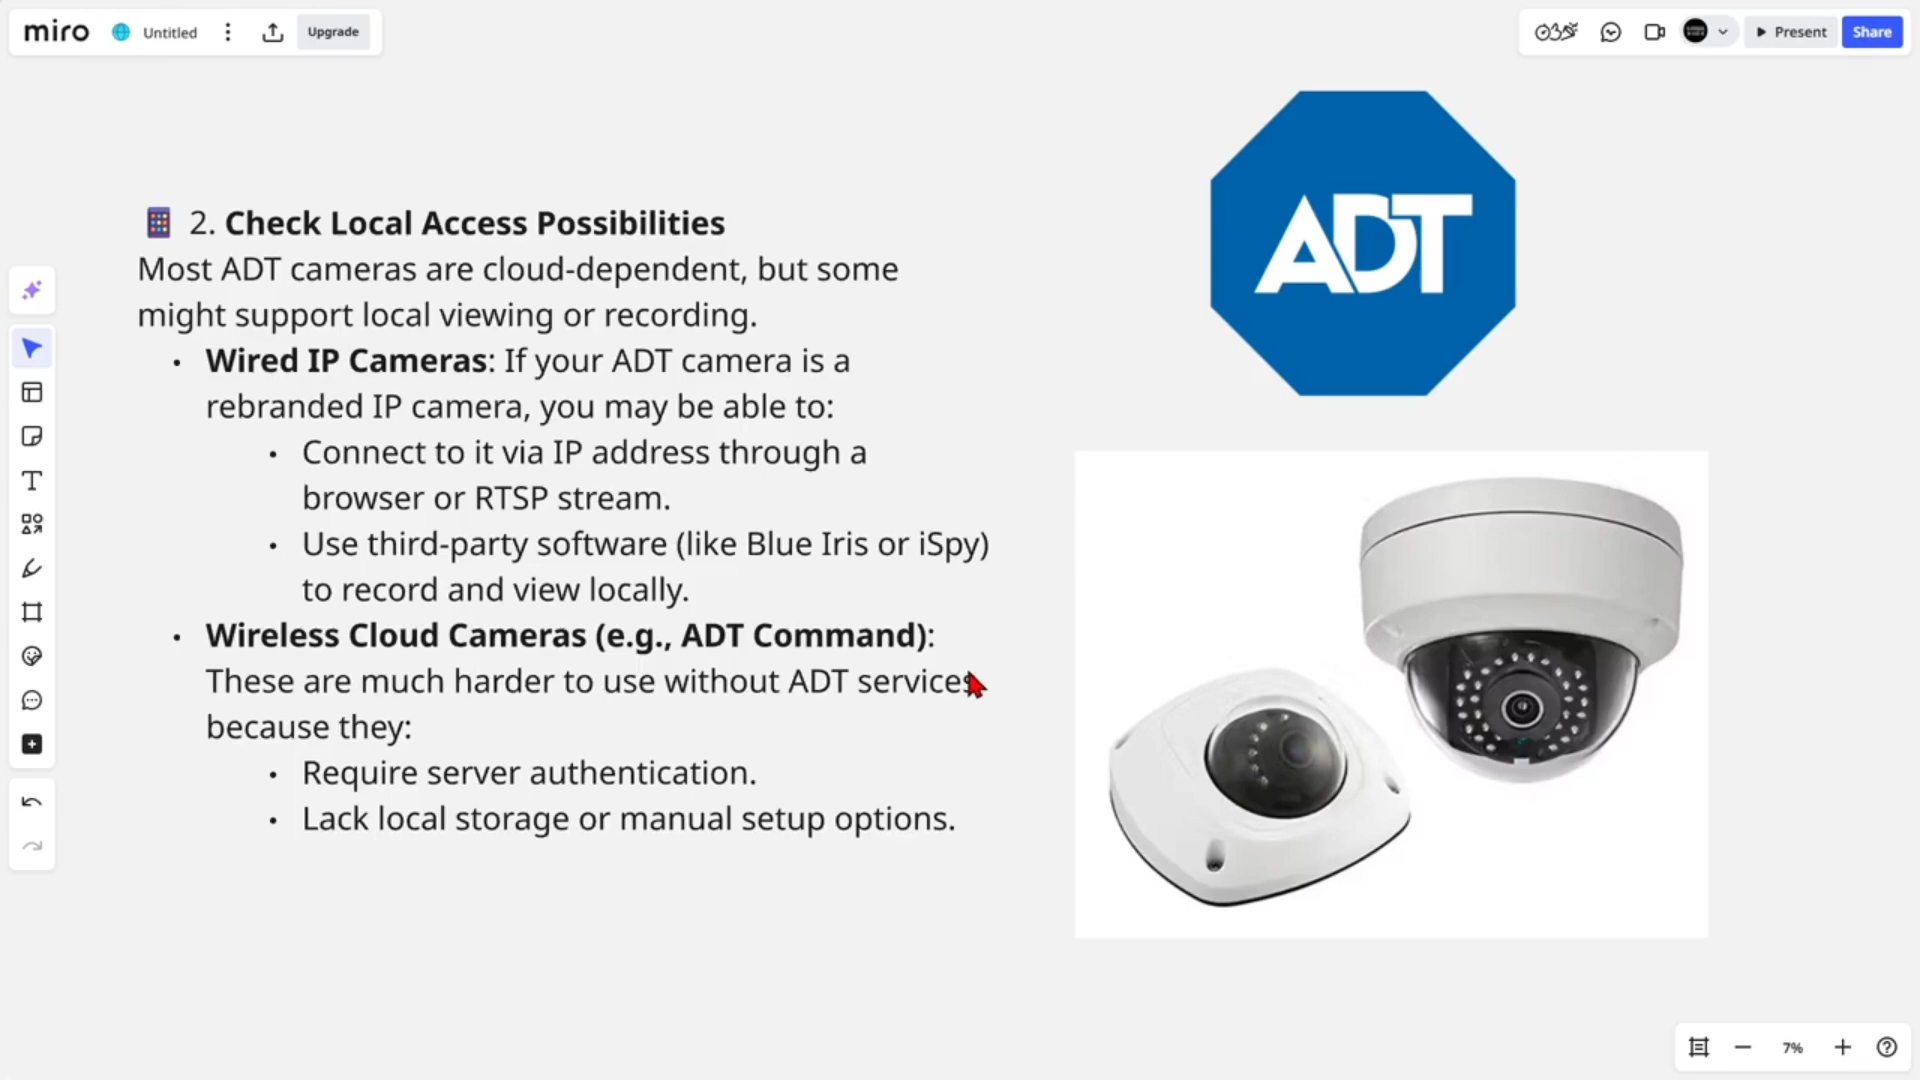 miro Untitled Upgrade
Present Share
ADT
2. Check Local Access Possibilities
Most ADT cameras are cloud-dependent, but some
might support local viewing or recording.
• Wired IP Cameras: If your ADT camera is a
rebranded IP camera, you may be able to:
• Connect to it via IP address through a
browser or RTSP stream.
• Use third-party software (like Blue Iris or iSpy)
to record and view locally.
• Wireless Cloud Cameras (e.g., ADT Command):
These are much harder to use without ADT services
because they:
• Require server authentication.
• Lack local storage or manual setup options.
7%